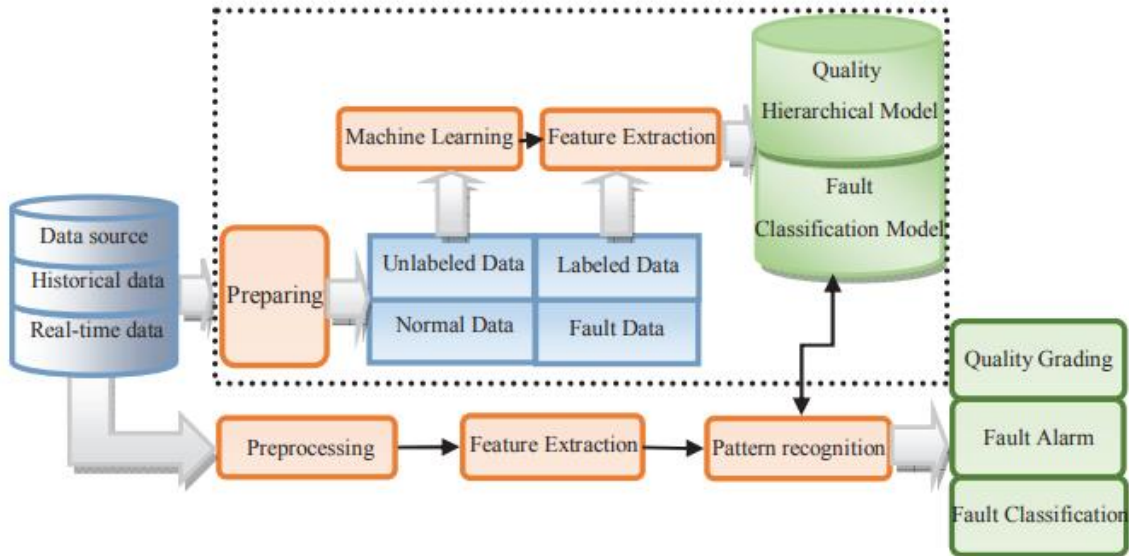 Quality
Hierarchical Model
Fault
Classification Model
Machine Learning
Feature Extraction
Data source
Historical data
Real-time data
Preparing
Unlabeled Data
Labeled Data
Normal Data
Fault Data
Preprocessing
Feature Extraction
Pattern recognition
Quality Grading
Fault Alarm
Fault Classification